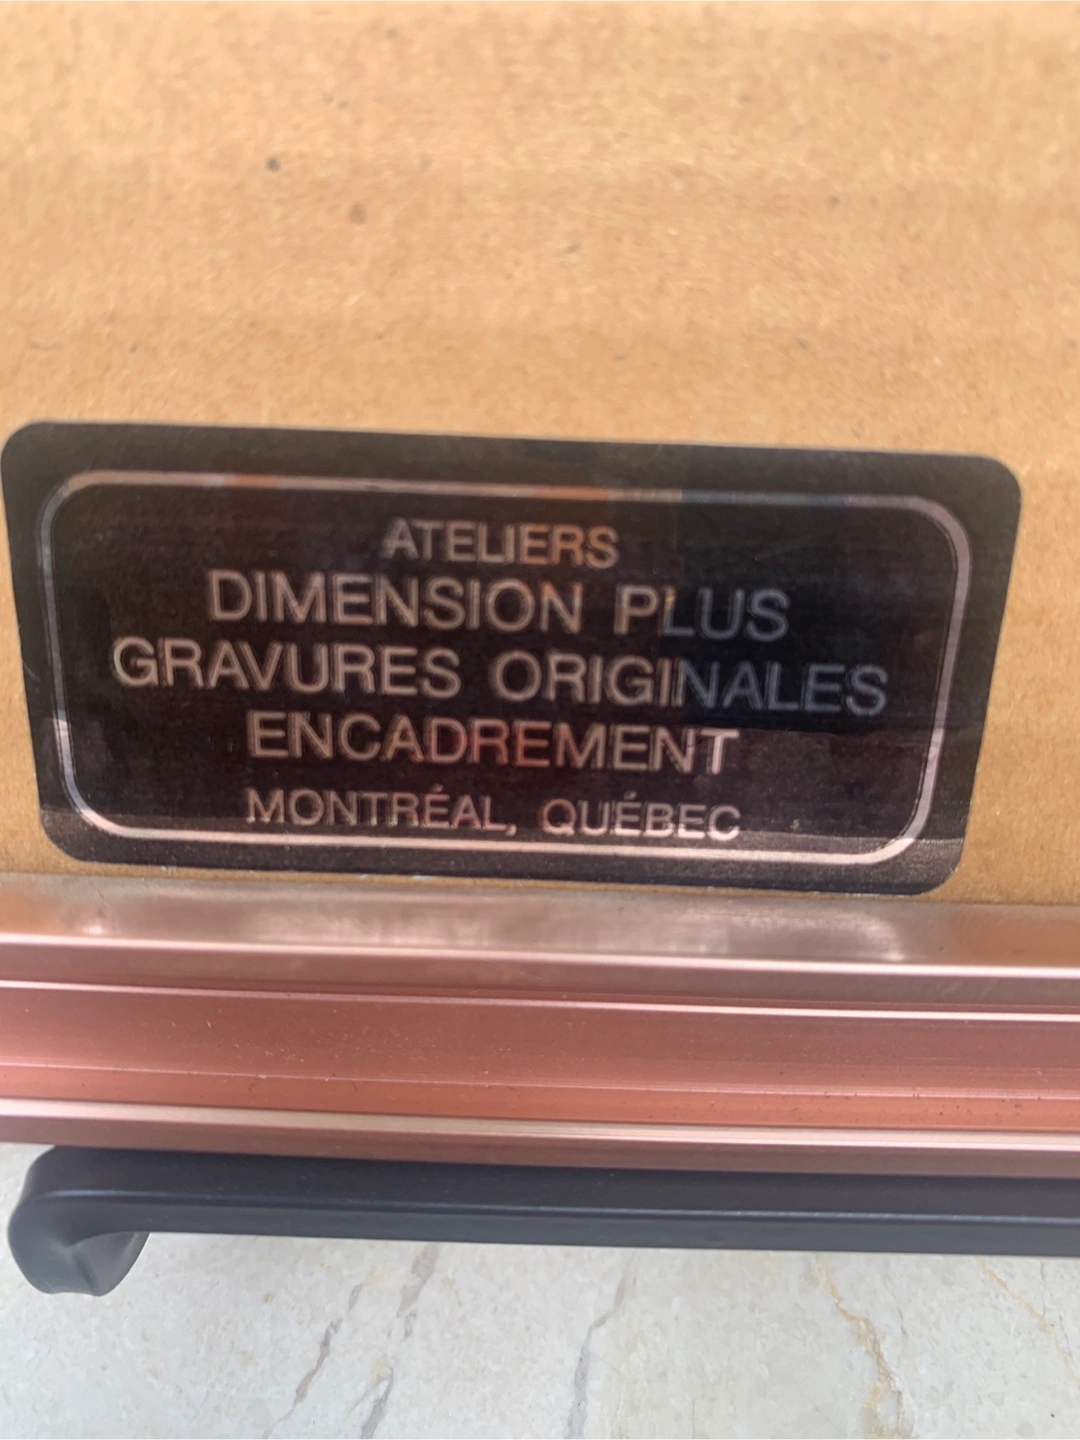 ATELIERS
DIMENSION PLUS
GRAVURES ORIGINALES
ENCADREMENT
MONTRÉAL, QUÉBEC